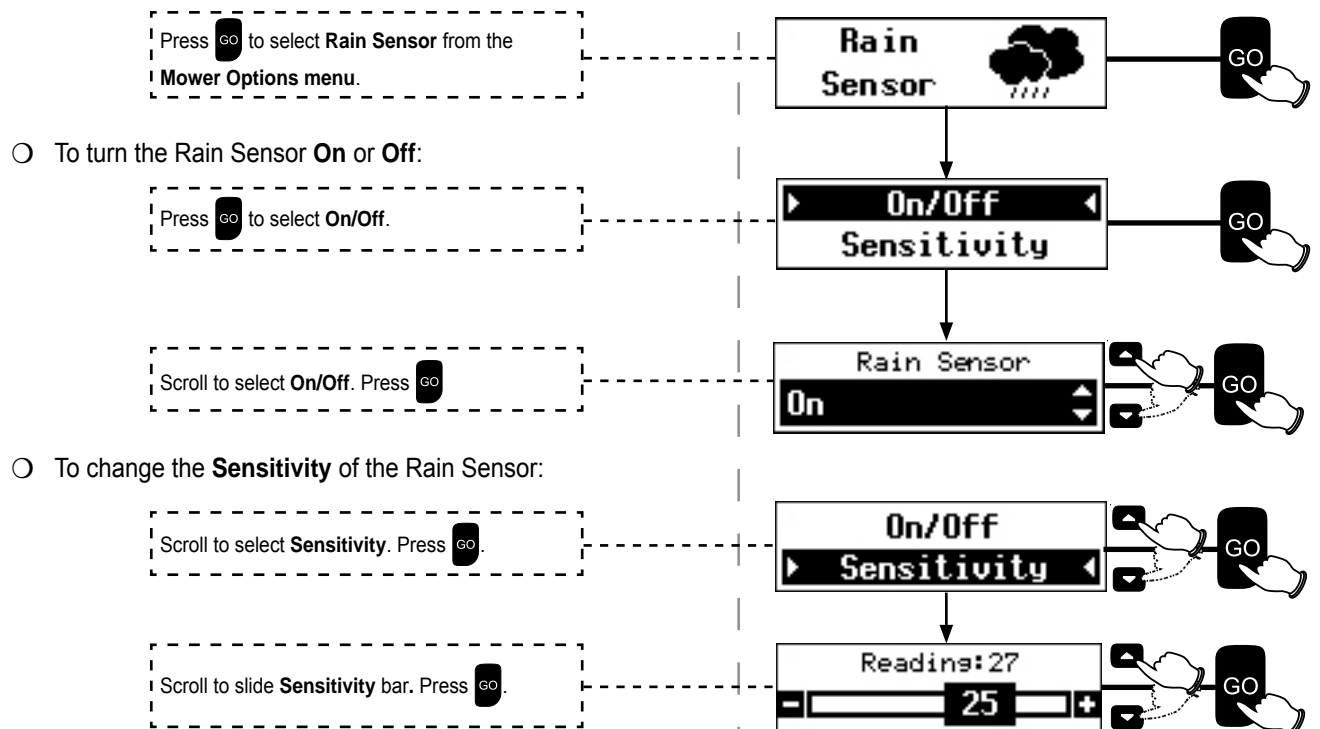 Press GO to select Rain Sensor from the
Mower Options menu.
Rain
Sensor
GO
To turn the Rain Sensor On or Off:
Press GO to select On/Off.
On/Off
Sensitivity
GO
Scroll to select On/Off. Press GO
Rain Sensor
On
GO
To change the Sensitivity of the Rain Sensor:
Scroll to select Sensitivity. Press GO.
On/Off
Sensitivity
GO
Scroll to slide Sensitivity bar. Press GO.
Reading:27
- 25 +
GO